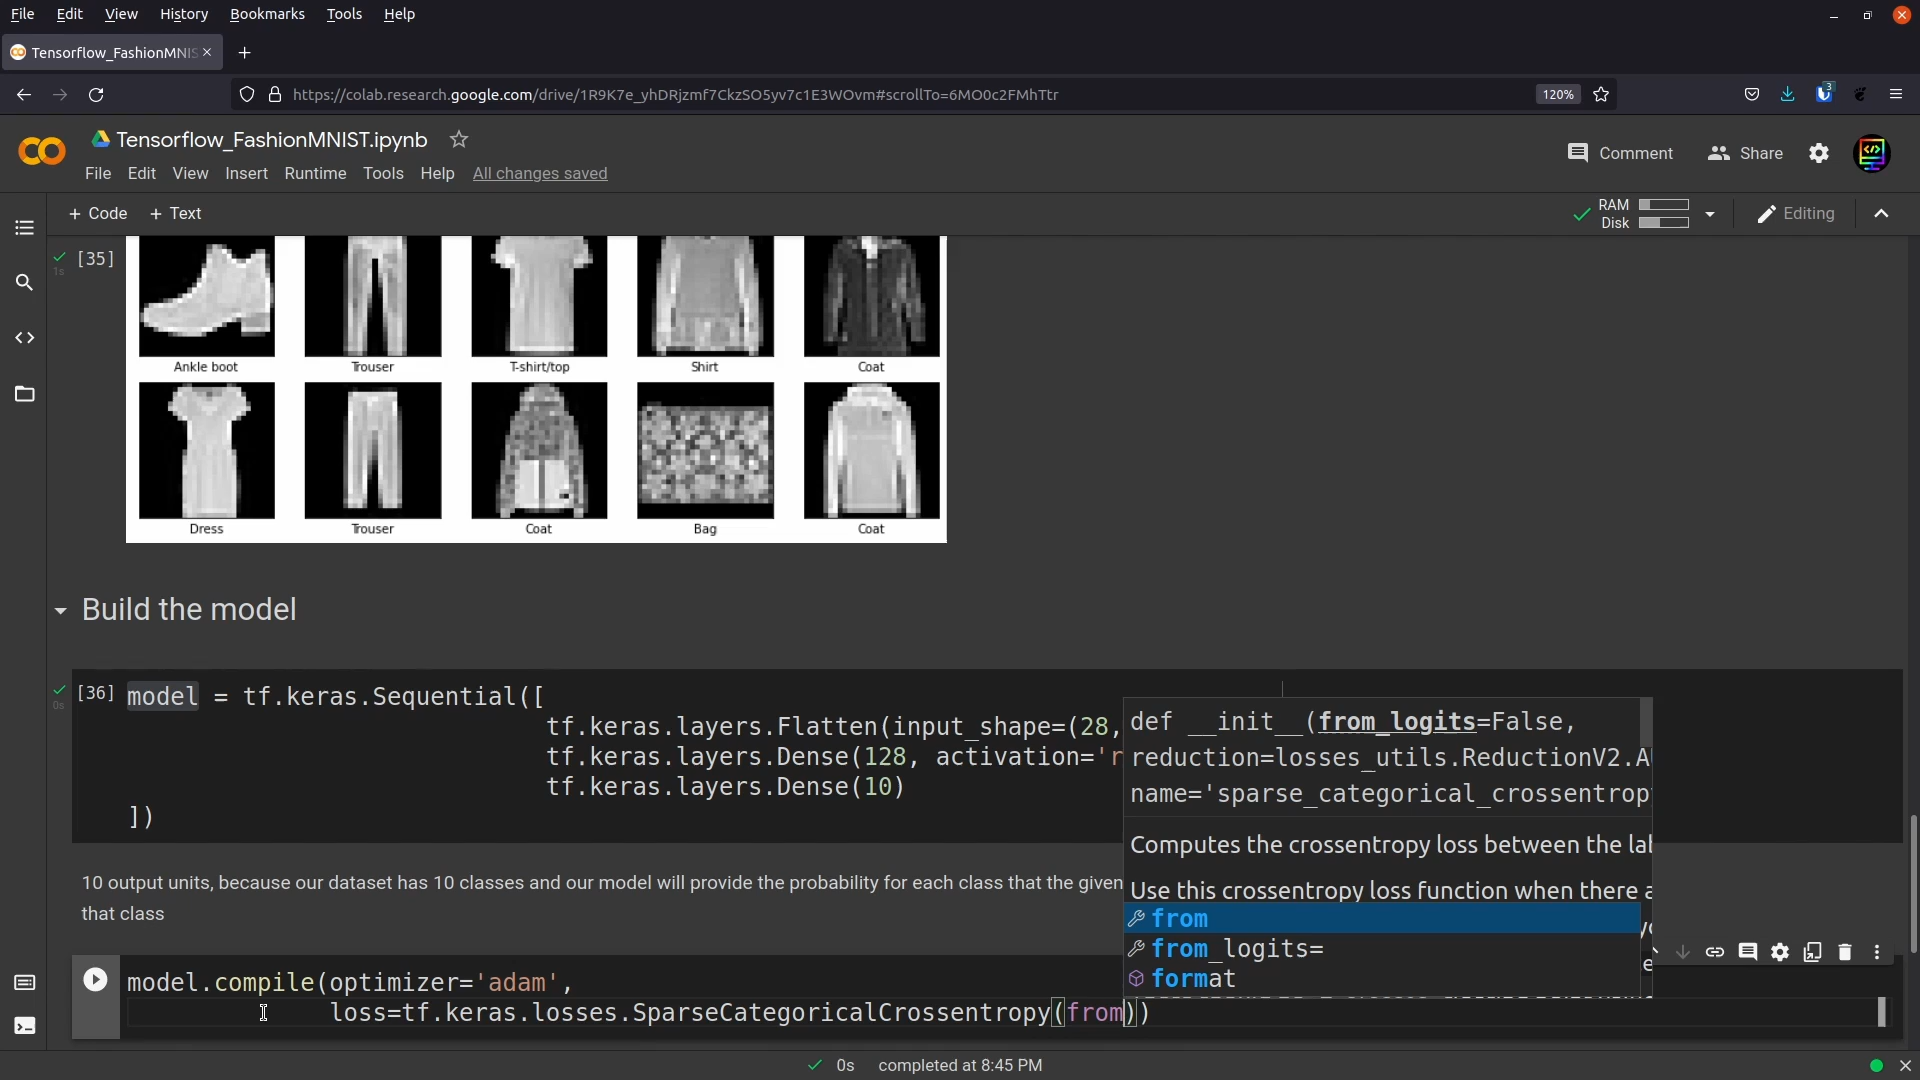 File Edit View History Bookmarks Tools Help
Tensorflow_FashionMNIS
https://colab.research.google.com/drive/1R9K7e_yhDRjzmf7CkzSO5yv7c1E3WOvm#scrollTo=6MO0c2FMhTtr 120% 3
Tensorflow_FashionMNIST.ipynb
Comment Share
File Edit View Insert Runtime Tools Help All changes saved
+ Code + Text
RAM
Disk
Editing
1s [35]
Ankle boot Trouser T-shirt/top Shirt Coat
Dress Trouser Coat Bag Coat
Build the model
0s [36] model = tf.keras.Sequential([
tf.keras.layers.Flatten(input_shape=(28,
tf.keras.layers.Dense(128, activation='r
tf.keras.layers.Dense(10)
])
def __init__(from_logits=False,
reduction=losses_utils.ReductionV2.A
name='sparse_categorical_crossentrop
Computes the crossentropy loss between the la
Use this crossentropy loss function when there a
from
from_logits=
format
10 output units, because our dataset has 10 classes and our model will provide the probability for each class that the given
that class
model.compile(optimizer='adam',
loss=tf.keras.losses.SparseCategoricalCrossentropy(from))
0s completed at 8:45 PM